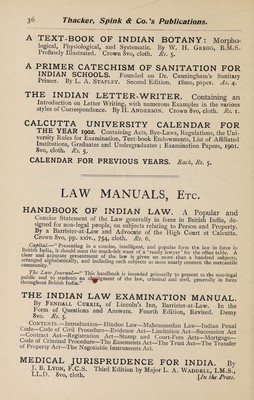 36 Thacker, Spink & Co.'s Publications.
A TEXT-BOOK OF INDIAN BOTANY: Morpho-
logical, Physiological, and Systematic. By W. H. GREGG, B.M.S.
Profusely Illustrated. Crown 8vo, cloth. Rs. 5.
A PRIMER CATECHISM OF SANITATION FOR
INDIAN SCHOOLS. Founded on Dr. Cunningham's Sanitary
Primer. By L. A. STAPLEY. Second Edition. 18mo, paper. As. 4.
THE INDIAN LETTER-WRITER. Containing an
Introduction on Letter Writing, with numerous Examples in the various
styles of Correspondence. By H. ANDERSON. Crown 8vo, cloth. Rs. 1.
CALCUTTA UNIVERSITY CALENDAR FOR
THE YEAR 1902. Containing Acts, Bye-Laws, Regulations, the Uni-
versity Rules for Examination, Text-book Endowments, List of Affiliated
Institutions, Graduates and Undergraduates; Examination Papers, 1901.
8vo, cloth. Rs. 5.
CALENDAR FOR PREVIOUS YEARS. Each, Rs. 5.
LAW MANUALS, ETC.
HANDBOOK OF INDIAN LAW. A Popular and
Concise Statement of the Law generally in force in British India, de-
signed for non-legal people, on subjects relating to Person and Property.
By a Barrister-at-Law and Advocate of the High Court of Calcutta.
Crown 8vo, pp. xxiv., 754, cloth. Rs. 6.
Capital.—"Presenting in a concise, intelligent, and popular form the law in force in
British India, it should meet the much-felt want of a 'ready lawyer' for the office table. A
clear and accurate presentment of the law is given on more than a hundred subjects,
arranged alphabetically, and including such subjects as most nearly concern the mercantile
community."
The Law Journal.—"This handbook is intended primarily to present to the non-legal
public and to students an abridgment of the law, criminal and civil, generally in force
throughout British India."
THE INDIAN LAW EXAMINATION MANUAL.
By FENDALL CURRIE, of Lincoln's Inn, Barrister-at-Law. In the
Form of Questions and Answers. Fourth Edition, Revised. Demy
8vo. Rs. 5.
CONTENTS.—Introduction—Hindoo Law—Mahommedan Law—Indian Penal
Code—Code of Civil Procedure—Evidence Act—Limitation Act—Succession Act
—Contract Act—Registration Act—Stamp and Court-Fees Acts—Mortgage—
Code of Criminal Procedure—The Easements Act—The Trust Act—The Transfer
of Property Act—The Negotiable Instruments Act.
MEDICAL JURISPRUDENCE FOR INDIA. By
J. B. LYON, F.C.S. Third Edition by Major L. A. WADDELL, I.M.S.,
LL.D. 8vo, cloth. [In the Press.